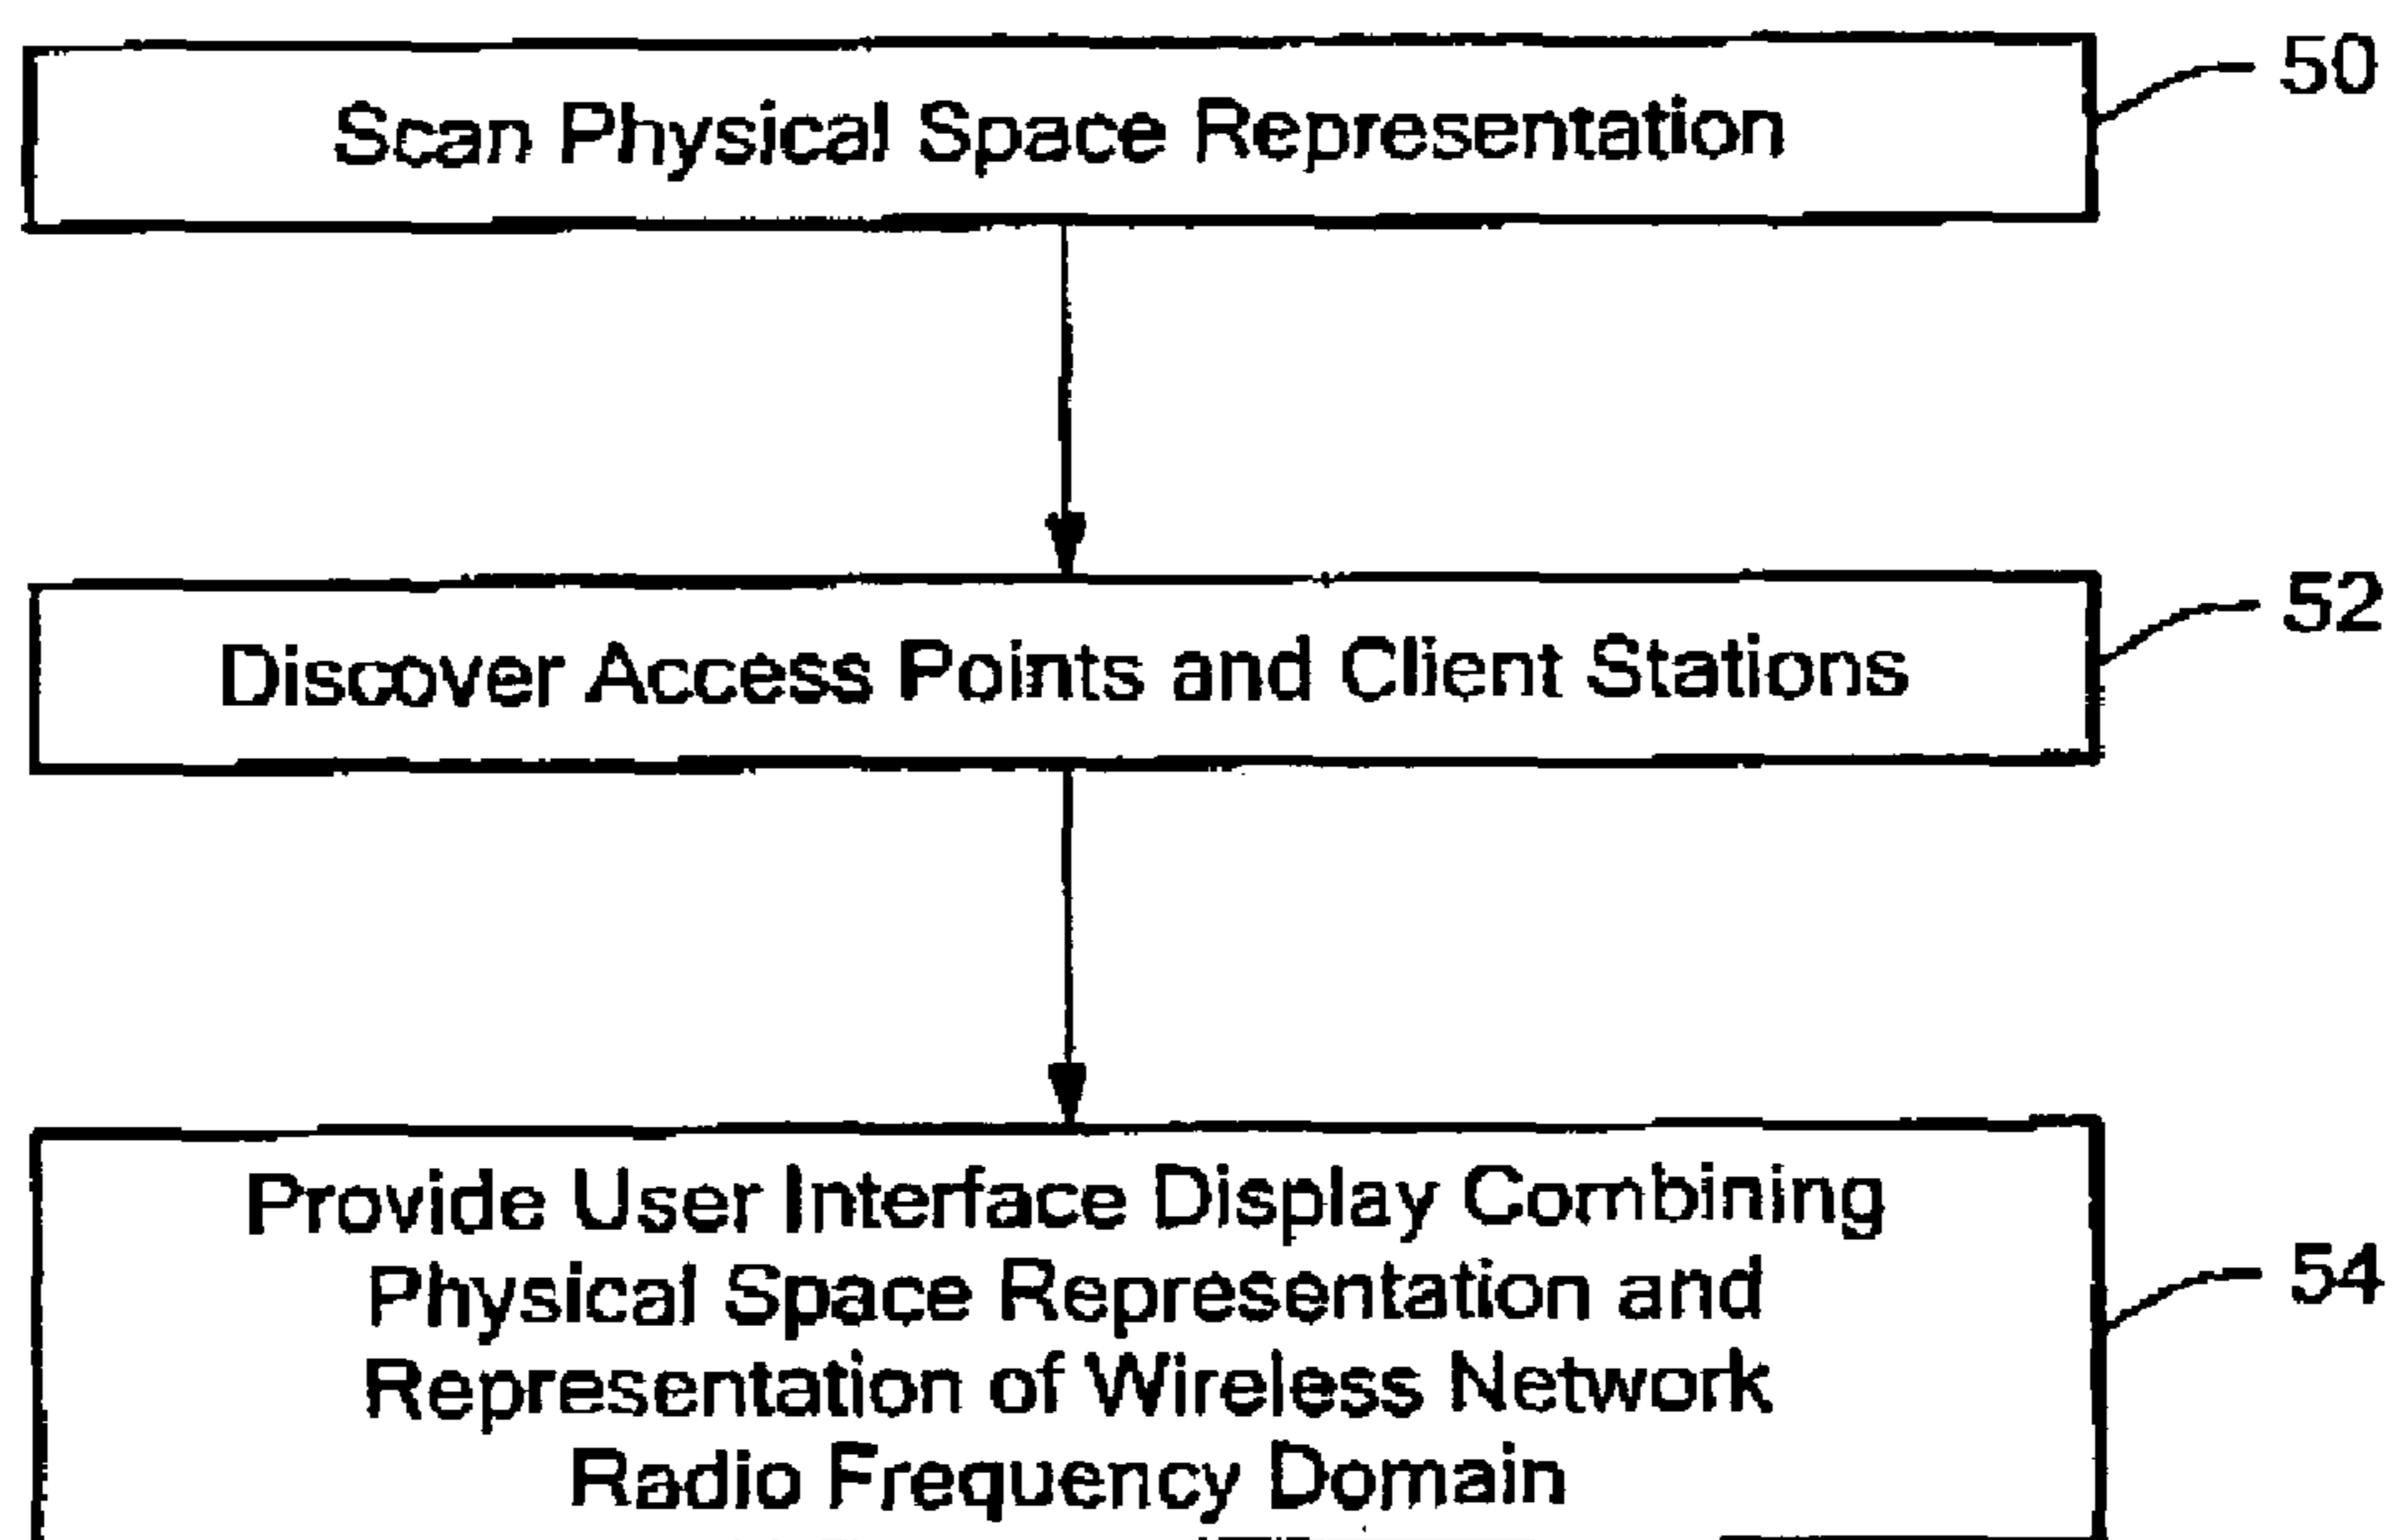 Scan Physical Space Representation
50
Discover Access Points and Client Stations
52
Provide User Interface Display Combining
Physical Space Representation and
Representation of Wireless Network
Radio Frequency Domain
54